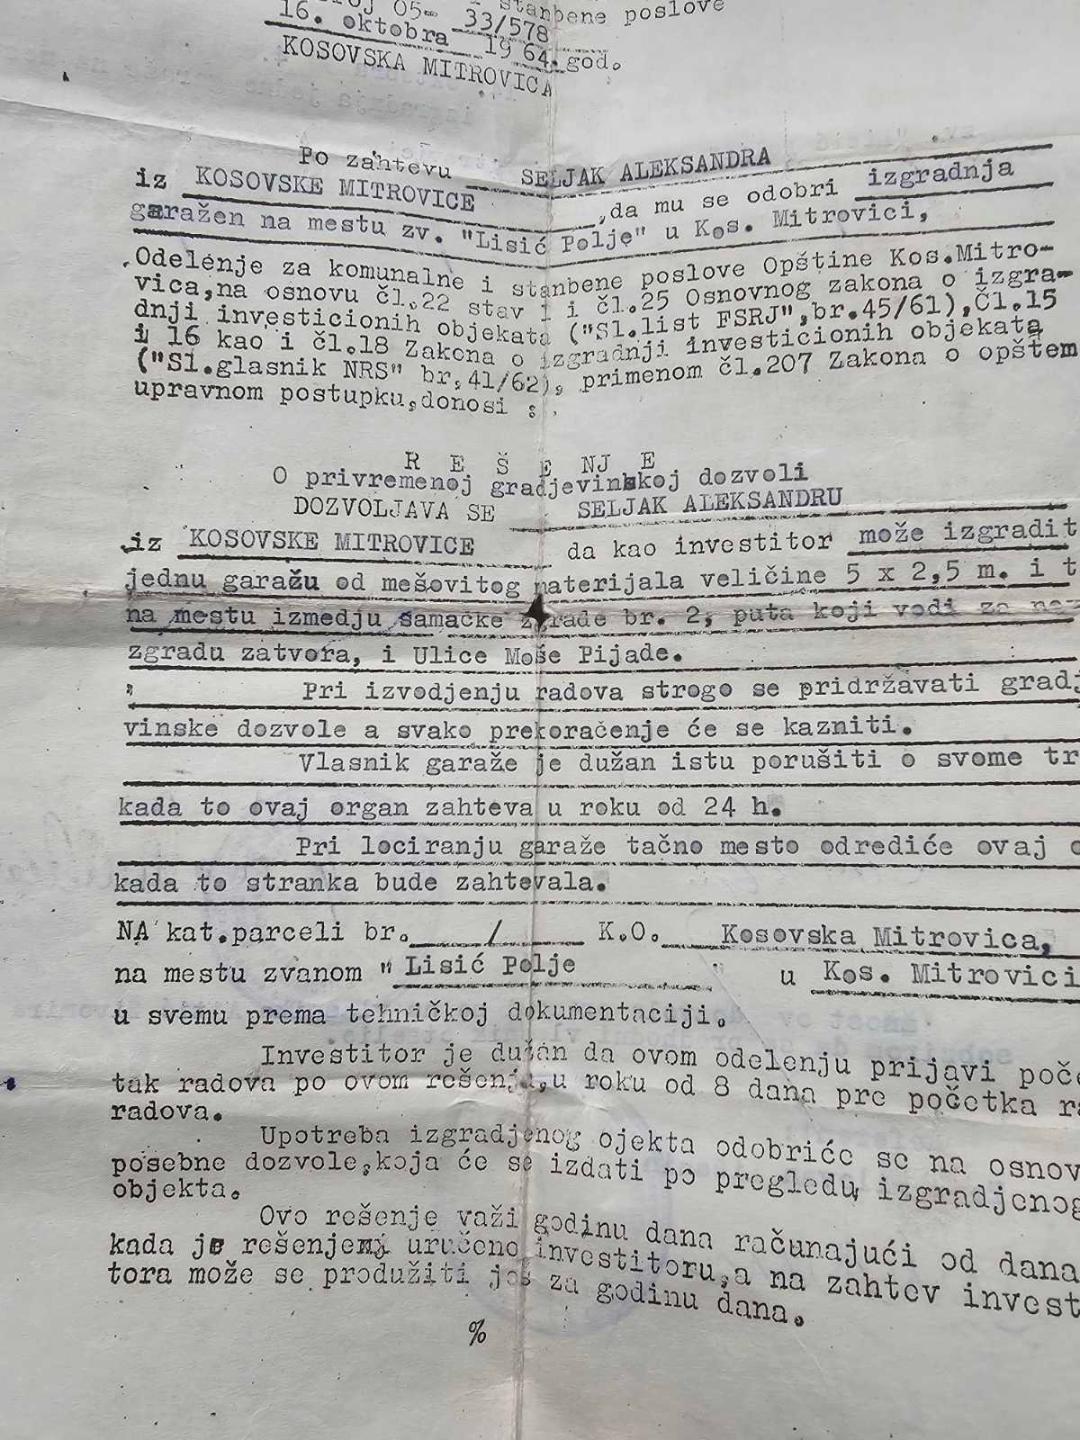 stanbene poslove
05- 33/578
16. oktobra 1964. god.
KOSOVSKA MITROVICA
Po zahtevu SELJAK ALEKSANDRA
iz KOSOVSKE MITROVICE ,da mu se odobri izgradnja
garažen na mestu zv. "Lisić Polje" u Kos. Mitrovici,
Odelenje za komunalne i stanbene poslove Opštine Kos.Mitro-
vica,na osnovu čl.22 stav 1 i čl.25 Osnovnog zakona o izgra-
dnji investicionih objekata ("Sl.list FSRJ",br.45/61),Čl.15
i 16 kao i čl.18 Zakona o izgradnji investicionih objekata
("Sl.glasnik NRS" br.41/62), primenom čl.207 Zakona o opštem
upravnom postupku,donosi :
R E Š E NJ E
O privremenoj gradjevinskoj dozvoli
DOZVOLJAVA SE SELJAK ALEKSANDRU
iz KOSOVSKE MITROVICE da kao investitor može izgradit
jednu garažu od mešovitog materijala veličine 5 x 2,5 m. i t
na mestu izmedju Samačke zgrade br. 2, puta koji vodi za
zgradu zatvora, i Ulice Moše Pijade.
Pri izvodjenju radova strogo se pridržavati gradj
vinske dozvole a svako prekoračenje će se kazniti.
Vlasnik garaže je dužan istu porušiti o svome tr
kada to ovaj organ zahteva u roku od 24 h.
Pri lociranju garaže tačno mesto odrediće ovaj o
kada to stranka bude zahtevala.
NA kat.parceli br. / K.O. Kosovska Mitrovica,
na mestu zvanom " Lisić Polje " u Kos. Mitrovici
u svemu prema tehničkoj dokumentaciji.
Investitor je dužan da ovom odelenju prijavi poče
tak radova po ovom rešenju,u roku od 8 dana pre početka ra
radova.
Upotreba izgradjenog ojekta odobriće se na osnov
posebne dozvole,koja će se izdati po pregledu izgradjenog
objekta.
Ovo rešenje važi godinu dana računajući od dana
kada je rešenjexj uručeno investitoru,a na zahtev invest
tora može se produžiti još za godinu dana.
%